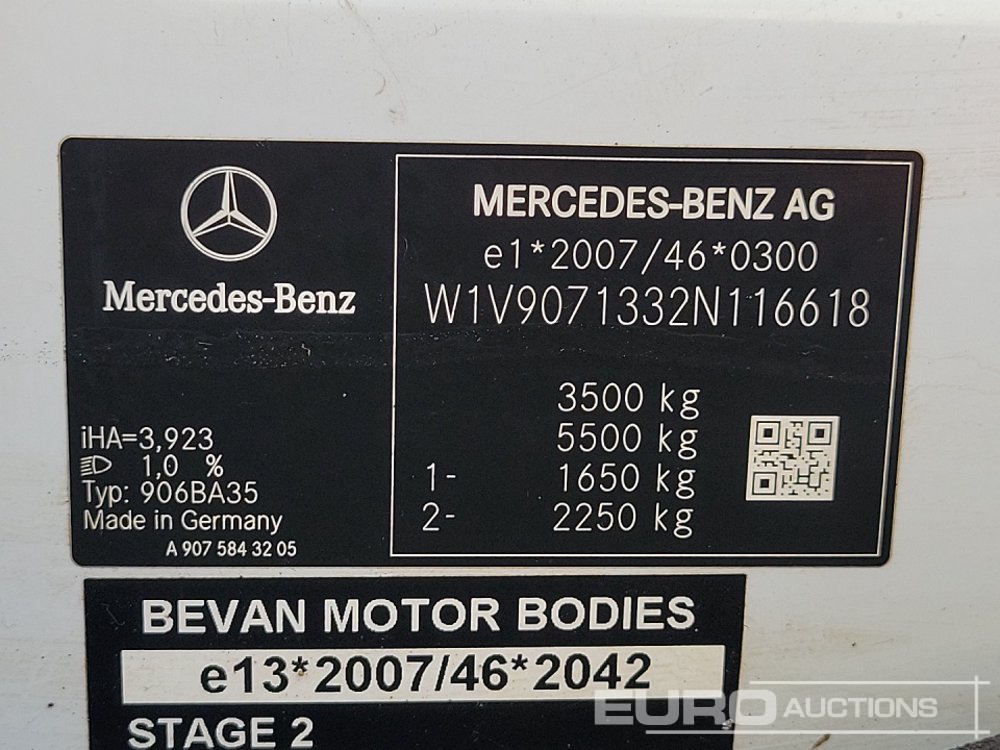 Mercedes-Benz
iHA=3,923
1,0 %
Typ: 906BA35
Made in Germany
A 907 584 32 05
MERCEDES-BENZ AG
e1*2007/46*0300
W1V9071332N116618
3500 kg
5500 kg
1- 1650 kg
2- 2250 kg
BEVAN MOTOR BODIES
e13*2007/46*2042
STAGE 2
EURO AUCTIONS